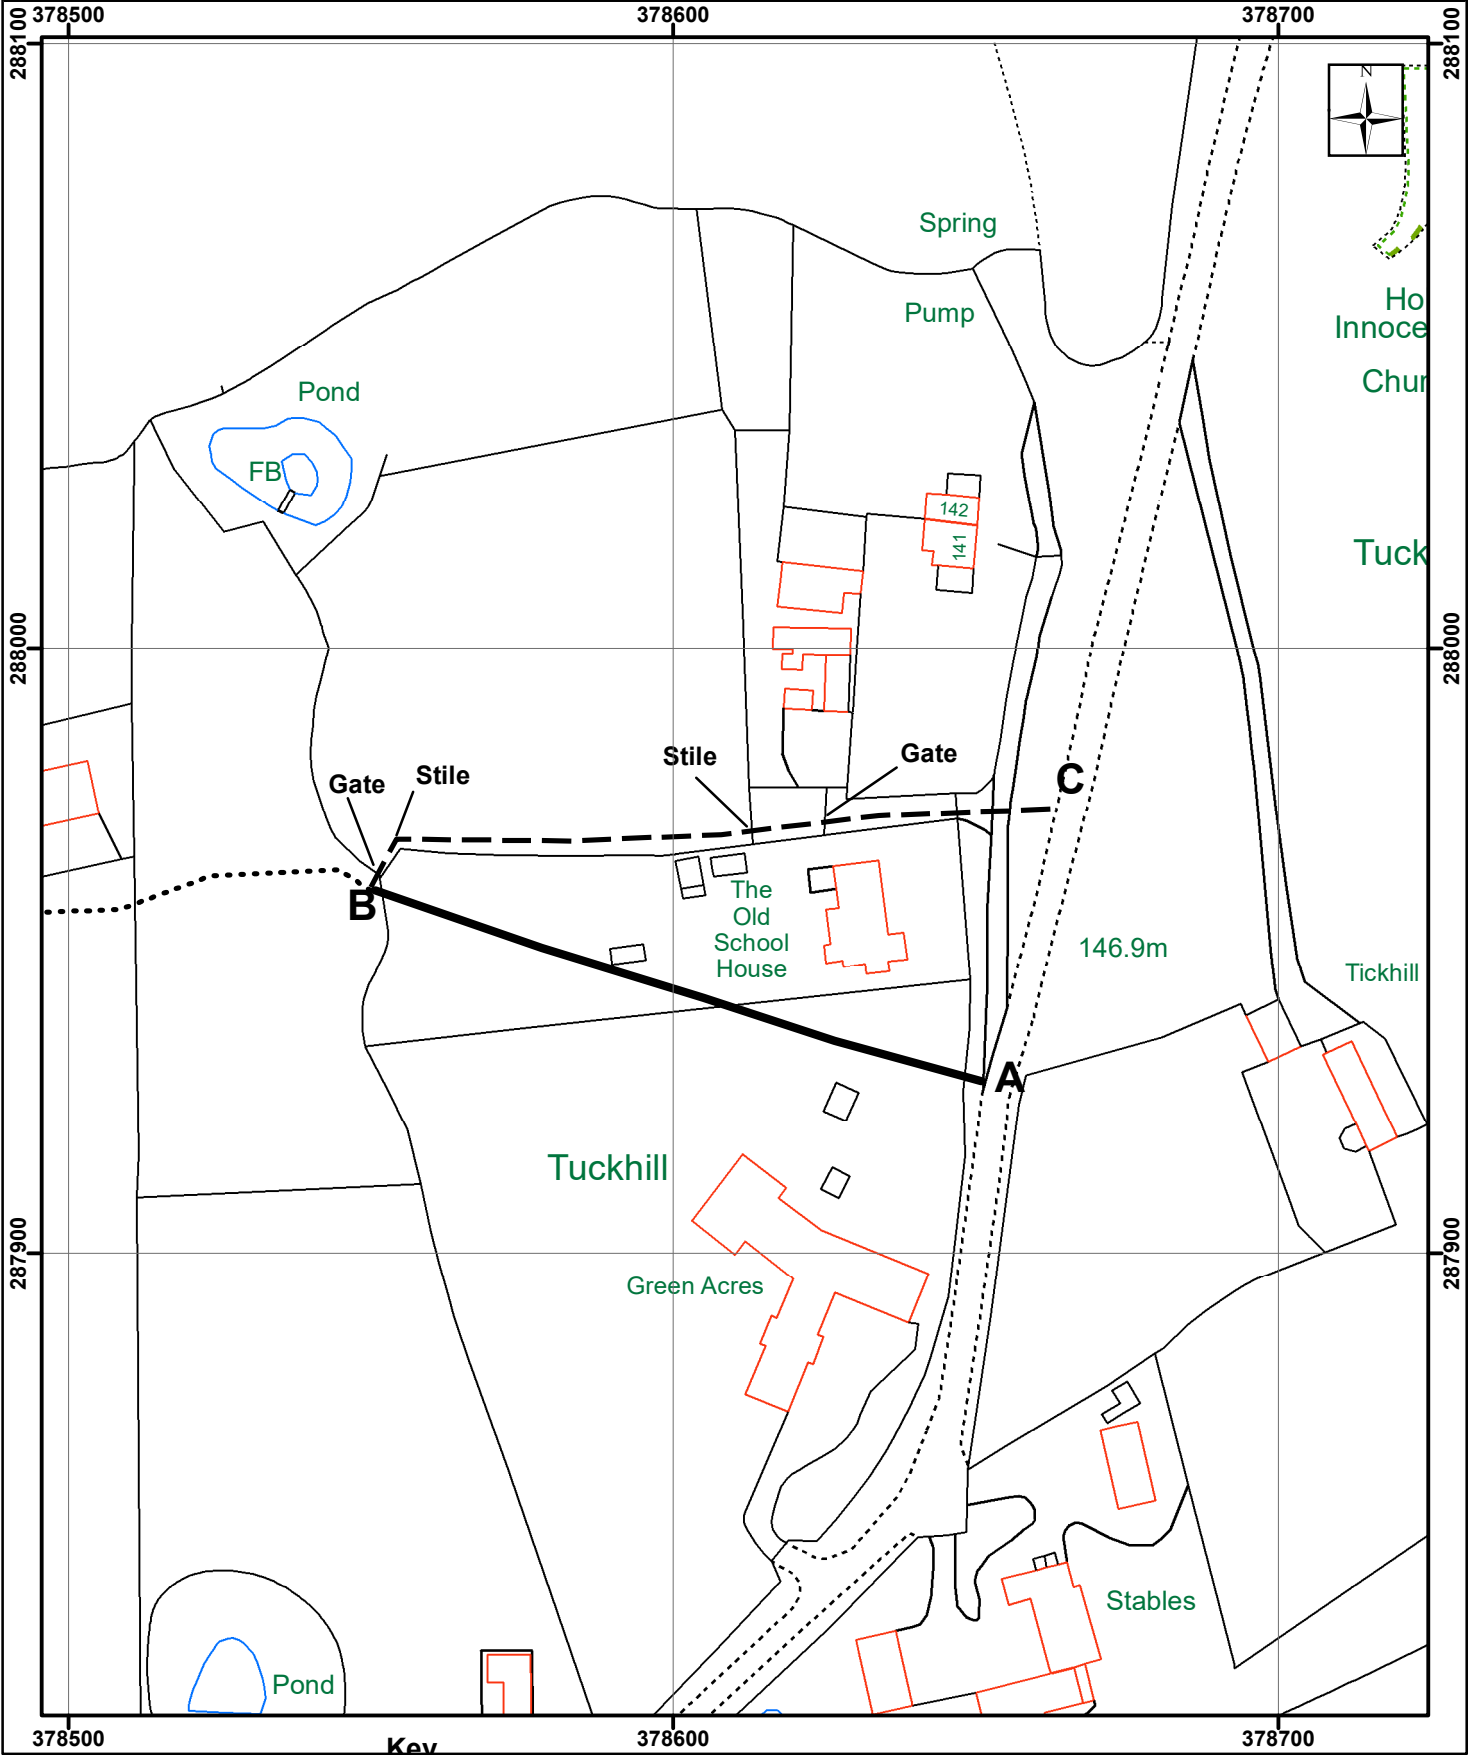 378500
378600
378700
288100
288100
N
Spring
Ho
Innoce
Pump
Chur
Pond
FB
142
141
Tuck
288000
288000
Stile
Gate
C
Gate
Stile
The
Old
School
House
B
146.9m
Tickhill
A
Tuckhill
287900
287900
Green Acres
Stables
Pond
378500
378600
378700
Key